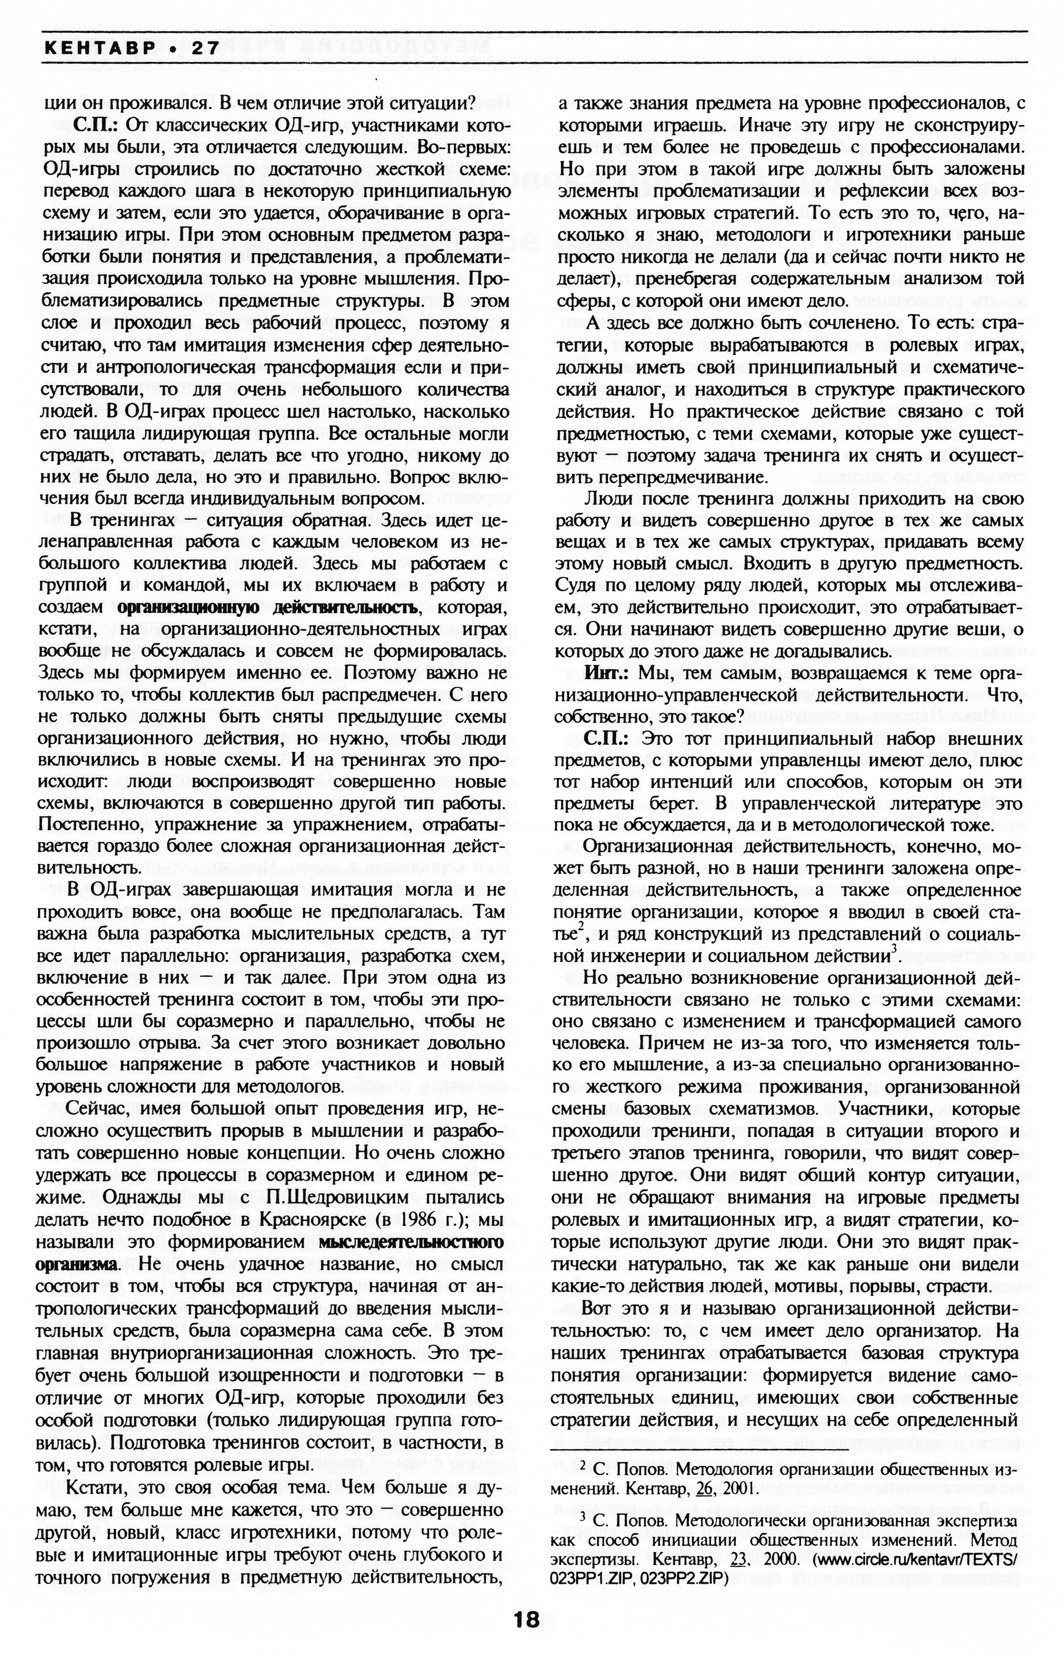 КЕНТАВР • 27
ции он проживался. В чем отличие этой ситуации?
С.П.: От классических ОД-игр, участниками кото-
рых мы были, эта отличается следующим. Во-первых:
ОД-игры строились по достаточно жесткой схеме:
перевод каждого шага в некоторую принципиальную
схему и затем, если это удается, оборачивание в орга-
низацию игры. При этом основным предметом разра-
ботки были понятия и представления, а проблемати-
зация происходила только на уровне мышления. Про-
блематизировались предметные структуры. В этом
слое и проходил весь рабочий процесс, поэтому я
считаю, что там имитация изменения сфер деятельно-
сти и антропологическая трансформация если и при-
сутствовали, то для очень небольшого количества
людей. В ОД-играх процесс шел настолько, насколько
его тащила лидирующая группа. Все остальные могли
страдать, отставать, делать все что угодно, никому до
них не было дела, но это и правильно. Вопрос вклю-
чения был всегда индивидуальным вопросом.
В тренингах — ситуация обратная. Здесь идет це-
ленаправленная работа с каждым человеком из не-
большого коллектива людей. Здесь мы работаем с
группой и командой, мы их включаем в работу и
создаем организационную действительность, которая,
кстати, на организационно-деятельностных играх
вообще не обсуждалась и совсем не формировалась.
Здесь мы формируем именно ее. Поэтому важно не
только то, чтобы коллектив был распредмечен. С него
не только должны быть сняты предыдущие схемы
организационного действия, но нужно, чтобы люди
включились в новые схемы. И на тренингах это про-
исходит: люди воспроизводят совершенно новые
схемы, включаются в совершенно другой тип работы.
Постепенно, упражнение за упражнением, отрабаты-
вается гораздо более сложная организационная дейст-
вительность.
В ОД-играх завершающая имитация могла и не
проходить вовсе, она вообще не предполагалась. Там
важна была разработка мыслительных средств, а тут
все идет параллельно: организация, разработка схем,
включение в них — и так далее. При этом одна из
особенностей тренинга состоит в том, чтобы эти про-
цессы шли бы соразмерно и параллельно, чтобы не
произошло отрыва. За счет этого возникает довольно
большое напряжение в работе участников и новый
уровень сложности для методологов.
Сейчас, имея большой опыт проведения игр, не-
сложно осуществить прорыв в мышлении и разрабо-
тать совершенно новые концепции. Но очень сложно
удержать все процессы в соразмерном и едином ре-
жиме. Однажды мы с П.Щедровицким пытались
делать нечто подобное в Красноярске (в 1986 г.); мы
называли это формированием мыследеятельностного
организма. Не очень удачное название, но смысл
состоит в том, чтобы вся структура, начиная от ан-
тропологических трансформаций до введения мысли-
тельных средств, была соразмерна сама себе. В этом
главная внутриорганизационная сложность. Это тре-
бует очень большой изощренности и подготовки — в
отличие от многих ОД-игр, которые проходили без
особой подготовки (только лидирующая группа гото-
вилась). Подготовка тренингов состоит, в частности, в
том, что готовятся ролевые игры.
Кстати, это своя особая тема. Чем больше я ду-
маю, тем больше мне кажется, что это — совершенно
другой, новый, класс игротехники, потому что роле-
вые и имитационные игры требуют очень глубокого и
точного погружения в предметную действительность,
а также знания предмета на уровне профессионалов, с
которыми играешь. Иначе эту игру не сконструиру-
ешь и тем более не проведешь с профессионалами.
Но при этом в такой игре должны быть заложены
элементы проблематизации и рефлексии всех воз-
можных игровых стратегий. То есть это то, чего, на-
сколько я знаю, методологи и игротехники раньше
просто никогда не делали (да и сейчас почти никто не
делает), пренебрегая содержательным анализом той
сферы, с которой они имеют дело.
А здесь все должно быть сочленено. То есть: стра-
тегии, которые вырабатываются в ролевых играх,
должны иметь свой принципиальный и схематиче-
ский аналог, и находиться в структуре практического
действия. Но практическое действие связано с той
предметностью, с теми схемами, которые уже сущест-
вуют — поэтому задача тренинга их снять и осущест-
вить перепредмечивание.
Люди после тренинга должны приходить на свою
работу и видеть совершенно другое в тех же самых
вещах и в тех же самых структурах, придавать всему
этому новый смысл. Входить в другую предметность.
Судя по целому ряду людей, которых мы отслежива-
ем, это действительно происходит, это отрабатывает-
ся. Они начинают видеть совершенно другие веши, о
которых до этого даже не догадывались.
Инт.: Мы, тем самым, возвращаемся к теме орга-
низационно-управленческой действительности. Что,
собственно, это такое?
С.П.: Это тот принципиальный набор внешних
предметов, с которыми управленцы имеют дело, плюс
тот набор интенций или способов, которым он эти
предметы берет. В управленческой литературе это
пока не обсуждается, да и в методологической тоже.
Организационная действительность, конечно, мо-
жет быть разной, но в наши тренинги заложена опре-
деленная действительность, а также определенное
понятие организации, которое я вводил в своей ста-
тье², и ряд конструкций из представлений о социаль-
ной инженерии и социальном действии³.
Но реально возникновение организационной дей-
ствительности связано не только с этими схемами:
оно связано с изменением и трансформацией самого
человека. Причем не из-за того, что изменяется толь-
ко его мышление, а из-за специально организованно-
го жесткого режима проживания, организованной
смены базовых схематизмов. Участники, которые
проходили тренинги, попадая в ситуации второго и
третьего этапов тренинга, говорили, что видят совер-
шенно другое. Они видят общий контур ситуации,
они не обращают внимания на игровые предметы
ролевых и имитационных игр, а видят стратегии, ко-
торые используют другие люди. Они это видят прак-
тически натурально, так же как раньше они видели
какие-то действия людей, мотивы, порывы, страсти.
Вот это я и называю организационной действи-
тельностью: то, с чем имеет дело организатор. На
наших тренингах отрабатывается базовая структура
понятия организации: формируется видение само-
стоятельных единиц, имеющих свои собственные
стратегии действия, и несущих на себе определенный
² С. Попов. Методология организации общественных из-
менений. Кентавр, 26, 2001.
³ С. Попов. Методологически организованная экспертиза
как способ инициации общественных изменений. Метод
экспертизы. Кентавр, 23, 2000. (www.circle.ru/kentavr/TEXTS/
023PP1.ZIP, 023PP2.ZIP)
18